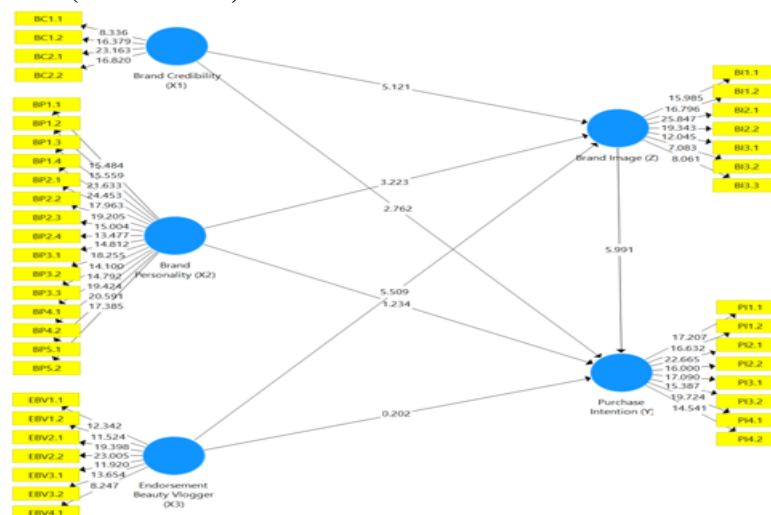 BC1.1
BC1.2
BC2.1
BC2.2
8.336
16.379
23.163
16.820
Brand Credibility
(X1)
BP1.1
BP1.2
BP1.3
BP1.4
BP2.1
BP2.2
BP2.3
BP2.4
BP3.1
BP3.2
BP3.3
BP4.1
BP4.2
BP5.1
BP5.2
15.484
15.559
21.633
24.453
17.963
19.205
15.004
13.477
14.812
18.255
14.100
14.792
19.424
20.591
17.385
Brand
Personality (X2)
EBV1.1
EBV1.2
EBV2.1
EBV2.2
EBV3.1
EBV3.2
EBV4.1
12.342
11.524
19.398
23.005
11.920
13.654
8.247
Endorsement
Beauty Vlogger
(X3)
5.121
3.223
2.762
5.509
1.234
0.202
5.991
Brand Image (Z)
15.985
16.796
25.847
19.343
12.045
7.083
8.061
BI1.1
BI1.2
BI2.1
BI2.2
BI3.1
BI3.2
BI3.3
Purchase
Intention (Y)
17.207
16.632
22.665
16.000
17.090
15.387
19.724
14.541
PI1.1
PI1.2
PI2.1
PI2.2
PI3.1
PI3.2
PI4.1
PI4.2